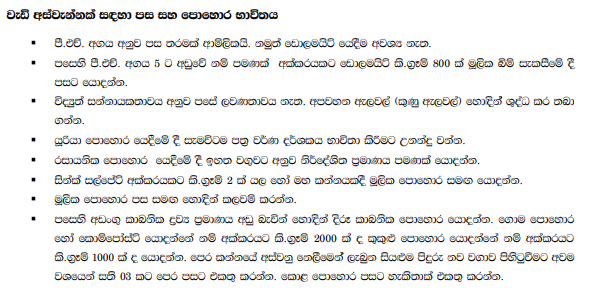 වැඩි අස්වැන්නක් සඳහා පස සහ පොහොර භාවිතය
▪ පී.එච්. අගය අනුව පස තරමක් ආම්ලිකයි. නමුත් ඩොලමයිට් යෙදීම අවශ්‍ය නැත.
▪ පසෙහි පී.එච්. අගය 5 ට අඩුවේ නම් පමණක් අක්කරයකට ඩොලමයිට් කි.ග්‍රෑම් 800 ක් මූලික බිම් සැකසීමේ දී
පසට යොදන්න.
▪ විද්‍යුත් සන්නායකතාවය අනුව පසේ ලවණතාවය නැත. අපවහන ඇලවල් (කුණු ඇලවල්) හොඳින් ශුද්ධ කර තබා
ගන්න.
▪ යූරියා පොහොර යෙදීමේ දී සැමවිටම පත්‍ර වර්ණ දර්ශකය භාවිතා කිරීමට උනන්දු වන්න.
▪ රසායනික පොහොර යෙදීමේ දී ඉහත වගුවට අනුව නිර්දේශිත ප්‍රමාණය පමණක් යොදන්න.
▪ සින්ක් සල්පේට් අක්කරයකට කි.ග්‍රෑම් 2 ක් යල හෝ මහ කන්නයකදී මූලික පොහොර සමඟ යොදන්න.
▪ මූලික පොහොර පස සමඟ හොඳින් කලවම් කරන්න.
▪ පසෙහි අඩංගු කාබනික ද්‍රව්‍ය ප්‍රමාණය අඩු බැවින් හොඳින් දිරූ කාබනික පොහොර යොදන්න. ගොම පොහොර
හෝ කොම්පෝස්ට් යොදන්නේ නම් අක්කරයට කි.ග්‍රෑම් 2000 ක් ද කුකුළු පොහොර යොදන්නේ නම් අක්කරයට
කි.ග්‍රෑම් 1000 ක් ද යොදන්න. පෙර කන්නයේ අස්වනු නෙලීමෙන් ලැබුන සියළුම පිදුරු නව වගාව පිහිටුවීමට අවම
වශයෙන් සති 03 කට පෙර පසට එකතු කරන්න. කොළ පොහොර පසට හැකිතාක් එකතු කරන්න.